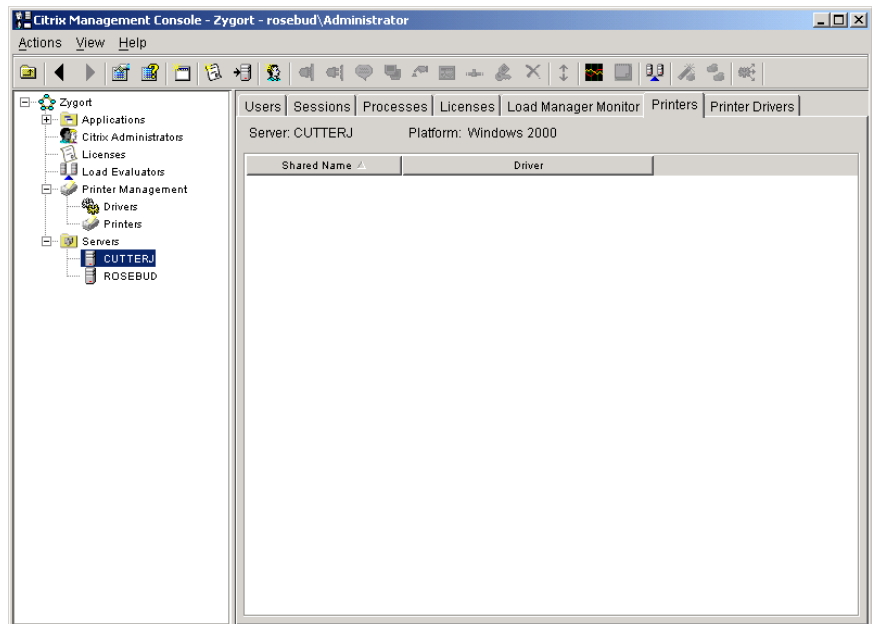 Citrix Management Console - Zygort - rosebud\Administrator
Actions View Help
Zygort
Applications
Citrix Administrators
Licenses
Load Evaluators
Printer Management
Drivers
Printers
Servers
CUTTERJ
ROSEBUD
Users Sessions Processes Licenses Load Manager Monitor Printers Printer Drivers
Server: CUTTERJ Platform: Windows 2000
Shared Name Driver